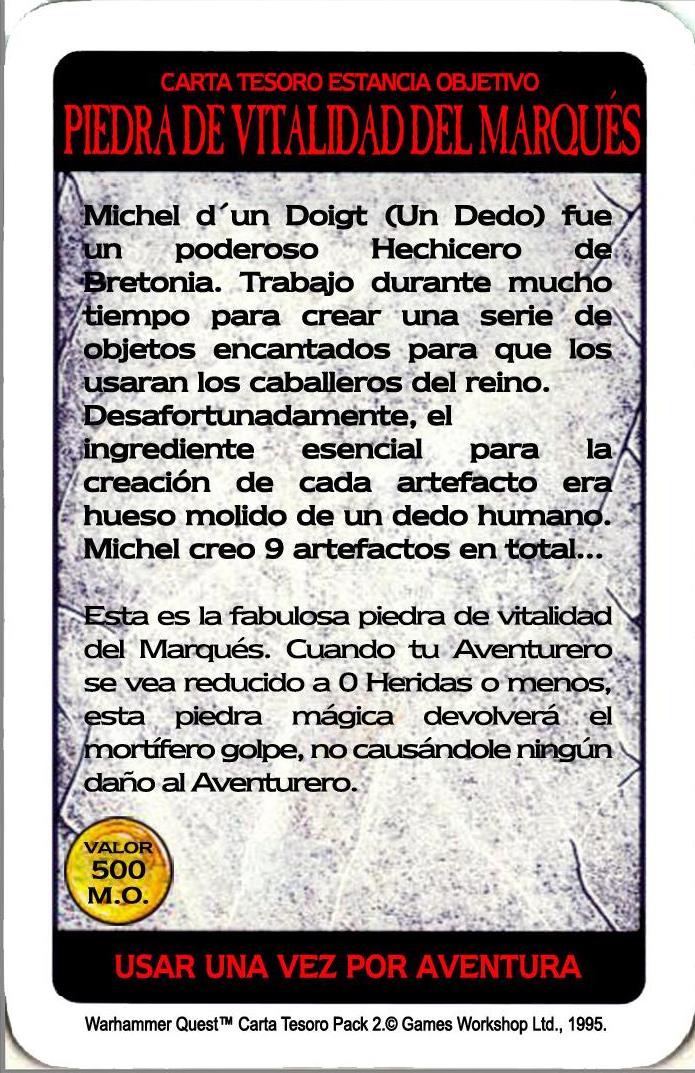 CARTA TESORO ESTANCIA OBJETIVO
PIEDRA DE VITALIDAD DEL MARQUÉS
Michel d´un Doigt (Un Dedo) fue
un poderoso Hechicero de
Bretonia. Trabajo durante mucho
tiempo para crear una serie de
objetos encantados para que los
usaran los caballeros del reino.
Desafortunadamente, el
ingrediente esencial para la
creación de cada artefacto era
hueso molido de un dedo humano.
Michel creo 9 artefactos en total...
Esta es la fabulosa piedra de vitalidad
del Marqués. Cuando tu Aventurero
se vea reducido a 0 Heridas o menos,
esta piedra mágica devolverá el
mortífero golpe, no causándole ningún
daño al Aventurero.
VALOR
500
M.O.
USAR UNA VEZ POR AVENTURA
Warhammer Quest™ Carta Tesoro Pack 2.© Games Workshop Ltd., 1995.